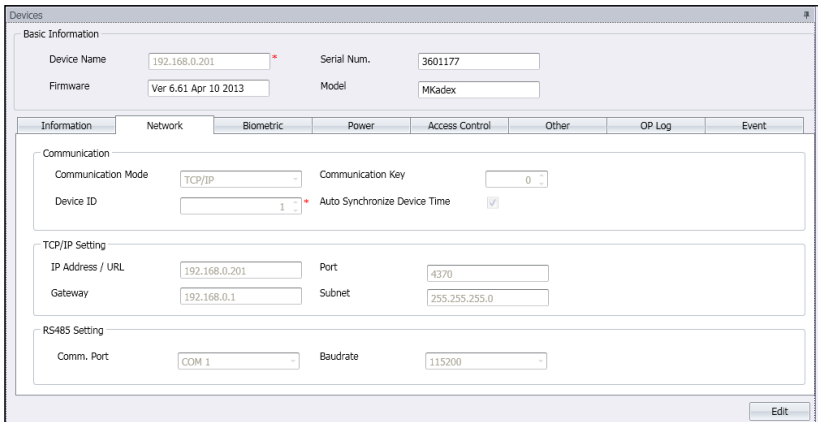 Devices
Basic Information
Device Name 192.168.0.201 * Serial Num. 3601177
Firmware Ver 6.61 Apr 10 2013 Model MKadex
Information Network Biometric Power Access Control Other OP Log Event
Communication
Communication Mode TCP/IP Communication Key 0
Device ID 1 * Auto Synchronize Device Time
TCP/IP Setting
IP Address / URL 192.168.0.201 Port 4370
Gateway 192.168.0.1 Subnet 255.255.255.0
RS485 Setting
Comm. Port COM 1 Baudrate 115200
Edit